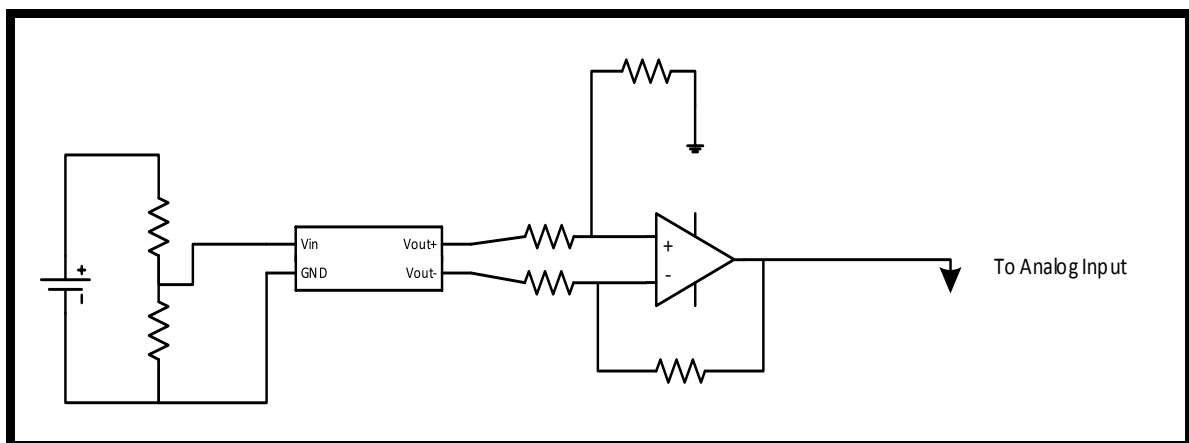 +
Vin
Vout+
GND
Vout-
+
-
To Analog Input